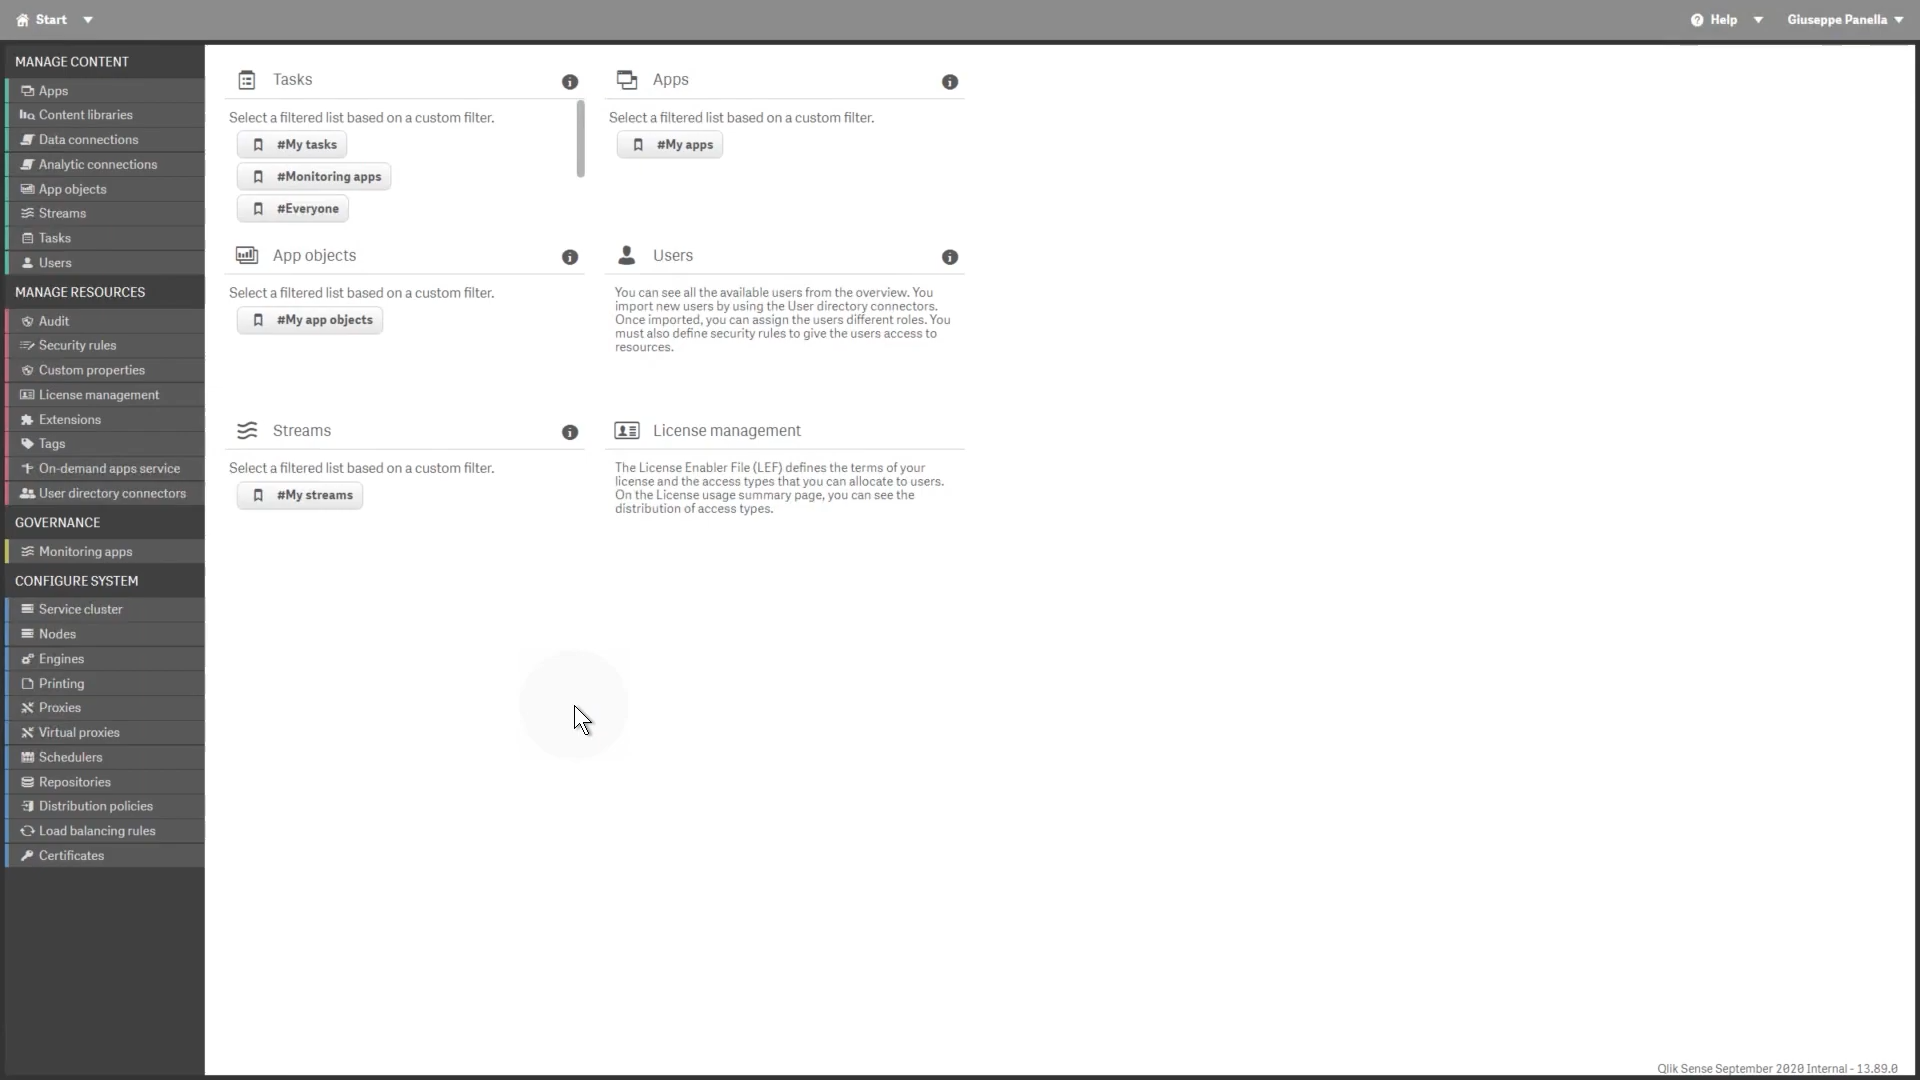 Start
Help
Giuseppe Panella
MANAGE CONTENT
Apps
Content libraries
Data connections
Analytic connections
App objects
Streams
Tasks
Users
MANAGE RESOURCES
Audit
Security rules
Custom properties
License management
Extensions
Tags
On-demand apps service
User directory connectors
GOVERNANCE
Monitoring apps
CONFIGURE SYSTEM
Service cluster
Nodes
Engines
Printing
Proxies
Virtual proxies
Schedulers
Repositories
Distribution policies
Load balancing rules
Certificates
Tasks
Select a filtered list based on a custom filter.
#My tasks
#Monitoring apps
#Everyone
Apps
Select a filtered list based on a custom filter.
#My apps
App objects
Select a filtered list based on a custom filter.
#My app objects
Users
You can see all the available users from the overview. You
import new users by using the User directory connectors.
Once imported, you can assign the users different roles. You
must also define security rules to give the users access to
resources.
Streams
Select a filtered list based on a custom filter.
#My streams
License management
The License Enabler File (LEF) defines the terms of your
license and the access types that you can allocate to users.
On the License usage summary page, you can see the
distribution of access types.
Qlik Sense September 2020 Internal - 13.89.0